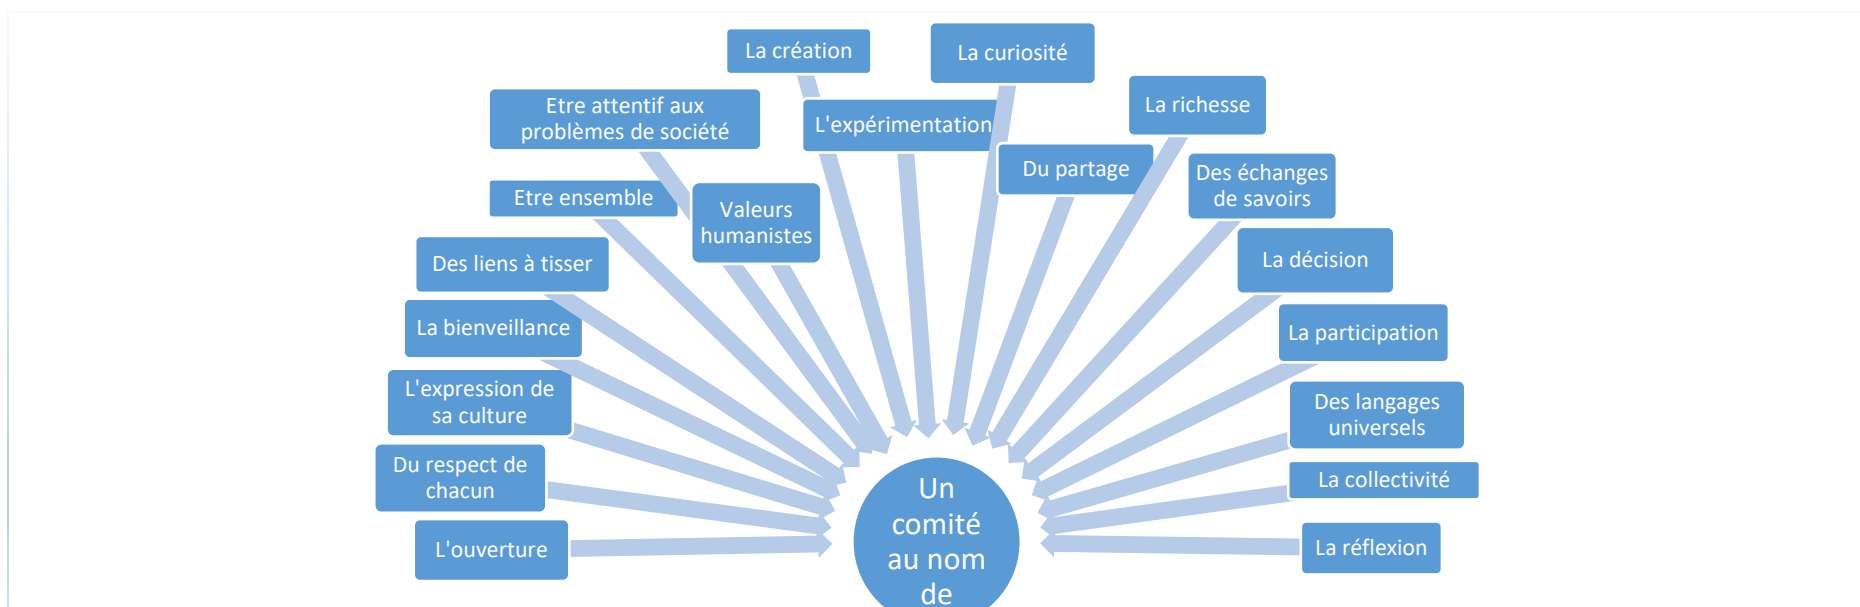 La création
La curiosité
Etre attentif aux
problèmes de société
L'expérimentation
La richesse
Du partage
Des échanges
de savoirs
Etre ensemble
Valeurs
humanistes
Des liens à tisser
La décision
La bienveillance
La participation
L'expression de
sa culture
Des langages
universels
Du respect de
chacun
La collectivité
L'ouverture
La réflexion
Un
comité
au nom
de